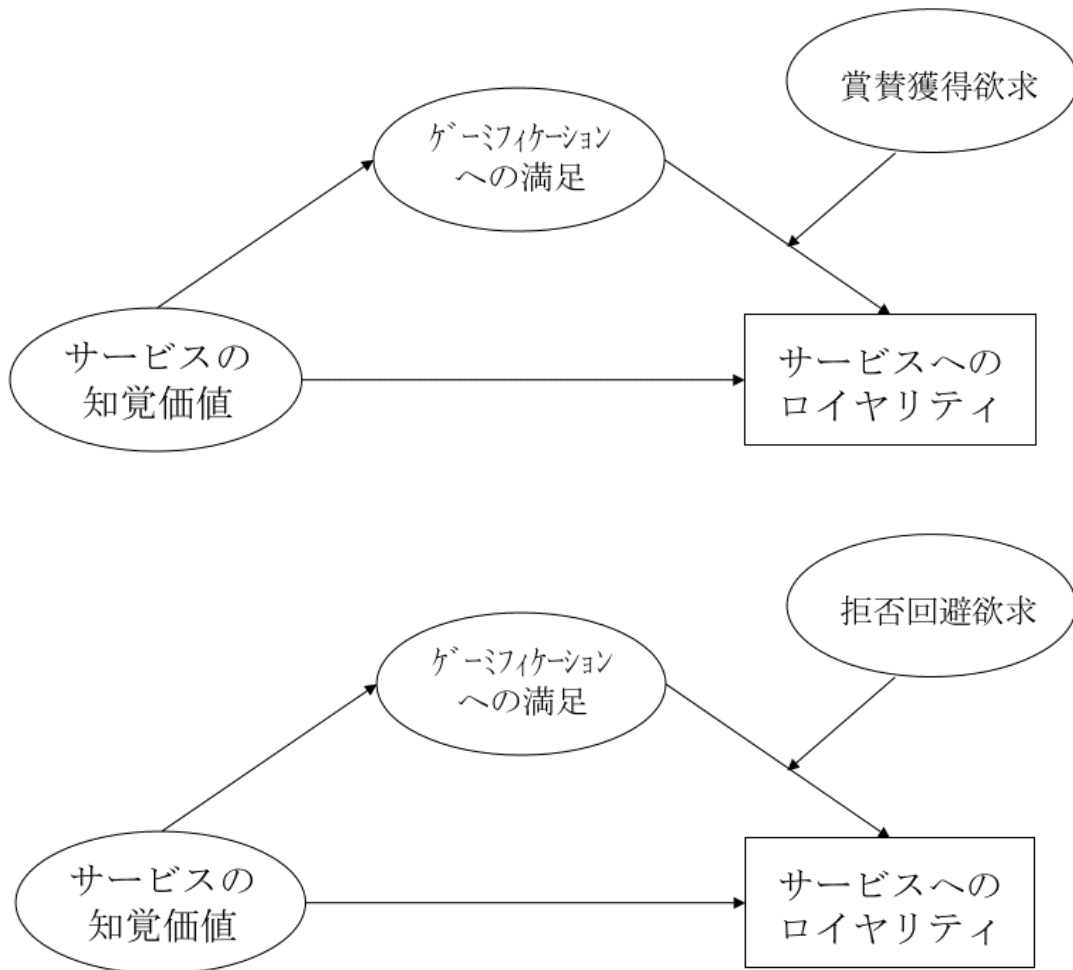 賞賛獲得欲求
ｹﾞｰﾐﾌｨｹｰｼｮﾝ
への満足
サービスの
知覚価値
サービスへの
ロイヤリティ
拒否回避欲求
ｹﾞｰﾐﾌｨｹｰｼｮﾝ
への満足
サービスの
知覚価値
サービスへの
ロイヤリティ